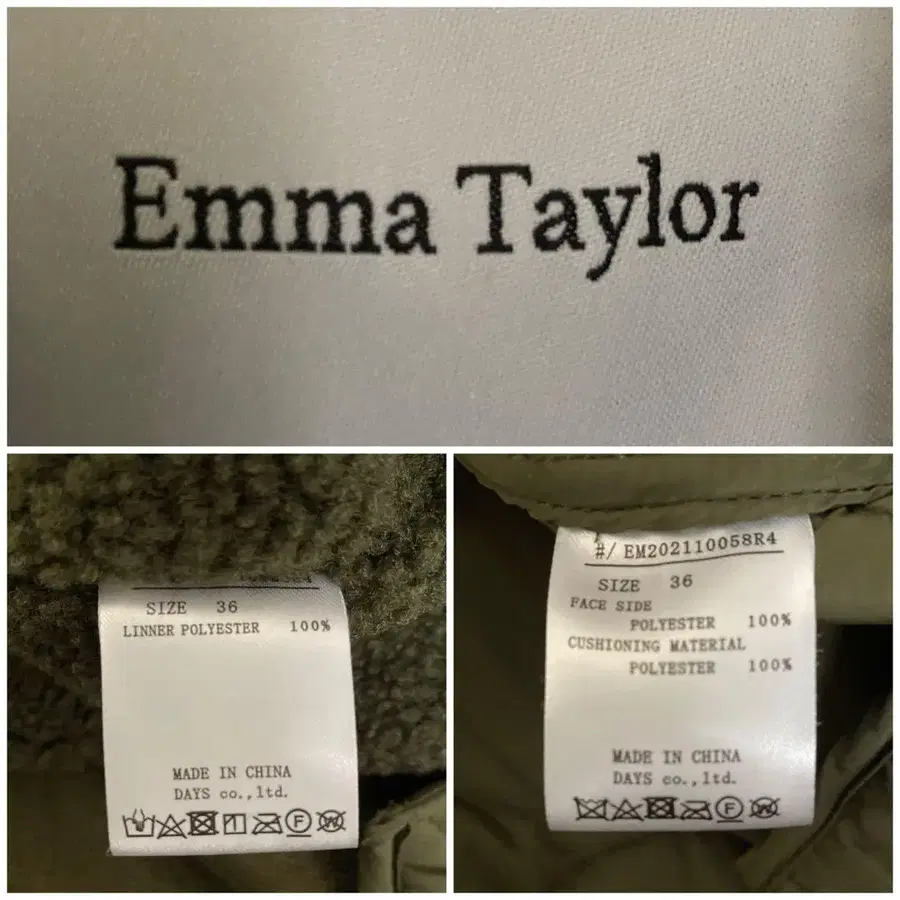 Emma Taylor
SIZE 36
LINNER POLYESTER 100%
MADE IN CHINA
DAYS co.,ltd.
F
W
#/ EM202110058R4
SIZE 36
FACE SIDE
POLYESTER 100%
CUSHIONING MATERIAL
POLYESTER 100%
MADE IN CHINA
DAYS co.,ltd.
F
W